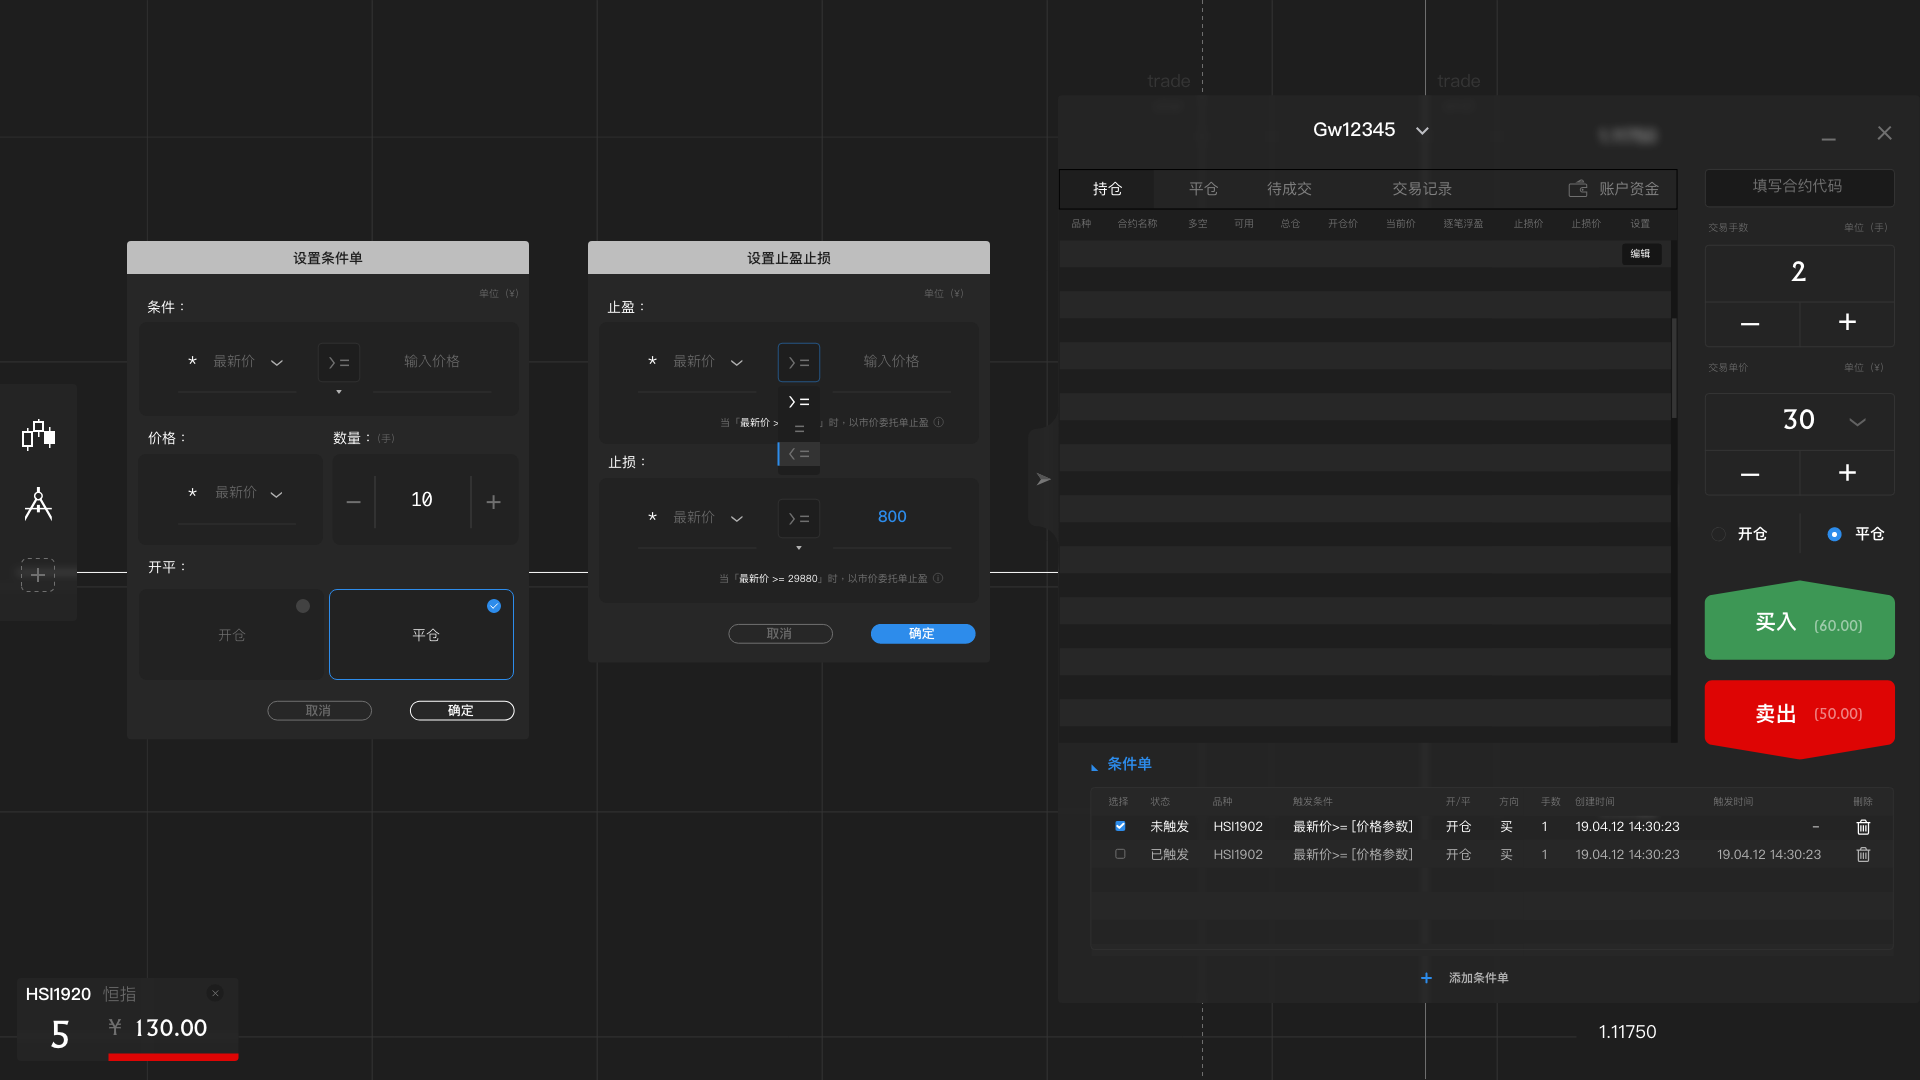 trade
trade
Gw12345
持仓 平仓 待成交 交易记录 账户资金
填写合约代码
品种 合约名称 多空 可用 总仓 开仓价 当前价 逐笔浮盈 止损价 止损价 设置
编辑
交易手数 单位（手）
2
— +
交易单价 单位（¥）
30
— +
开仓 平仓
买入 (60.00)
卖出 (50.00)
设置条件单
单位（¥）
条件：
* 最新价 >= 输入价格
价格： 数量：（手）
* 最新价 — 10 +
开平：
开仓 平仓
取消 确定
设置止盈止损
单位（¥）
止盈：
* 最新价 >= 输入价格
>=
当「最新价 > 」时，以市价委托单止盈
=
<=
止损：
* 最新价 >= 800
当「最新价 >= 29880」时，以市价委托单止盈
取消 确定
条件单
选择 状态 品种 触发条件 开/平 方向 手数 创建时间 触发时间 删除
未触发 HSI1902 最新价>= [价格参数] 开仓 买 1 19.04.12 14:30:23 –
已触发 HSI1902 最新价>= [价格参数] 开仓 买 1 19.04.12 14:30:23 19.04.12 14:30:23
+ 添加条件单
HSI1920 恒指
5 ¥ 130.00
1.11750